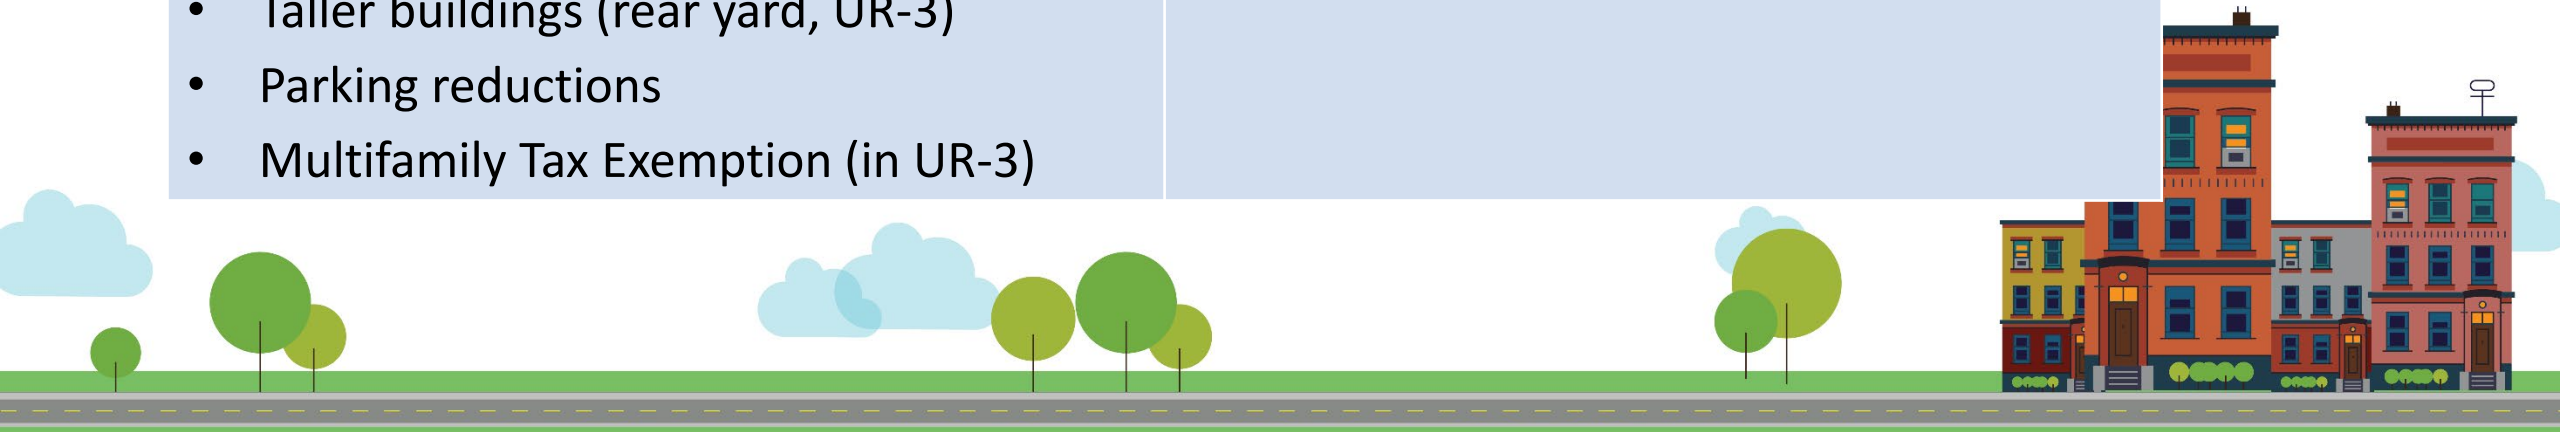 • Taller buildings (rear yard, UR-3)
• Parking reductions
• Multifamily Tax Exemption (in UR-3)